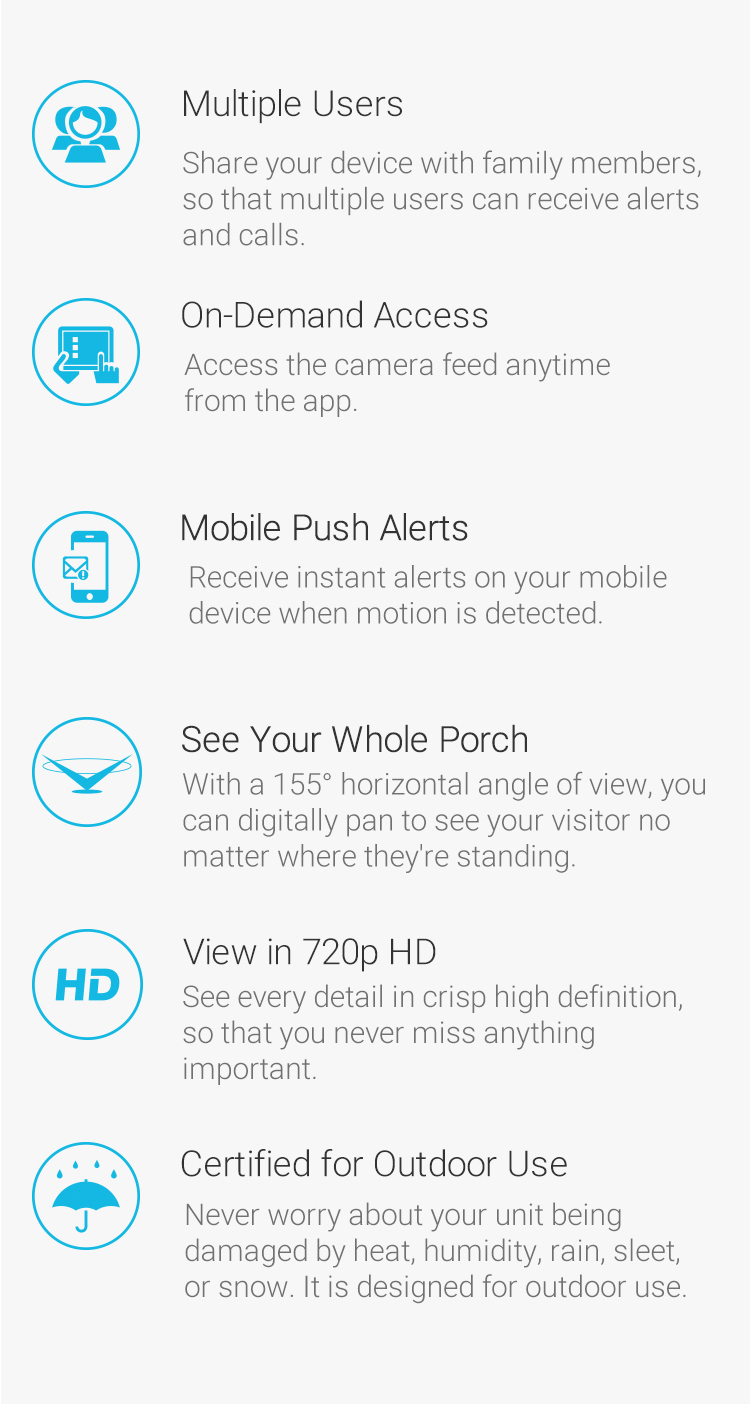 Multiple Users
Share your device with family members,
so that multiple users can receive alerts
and calls.
On-Demand Access
Access the camera feed anytime
from the app.
Mobile Push Alerts
Receive instant alerts on your mobile
device when motion is detected.
See Your Whole Porch
With a 155° horizontal angle of view, you
can digitally pan to see your visitor no
matter where they're standing.
HD
View in 720p HD
See every detail in crisp high definition,
so that you never miss anything
important.
Certified for Outdoor Use
Never worry about your unit being
damaged by heat, humidity, rain, sleet,
or snow. It is designed for outdoor use.